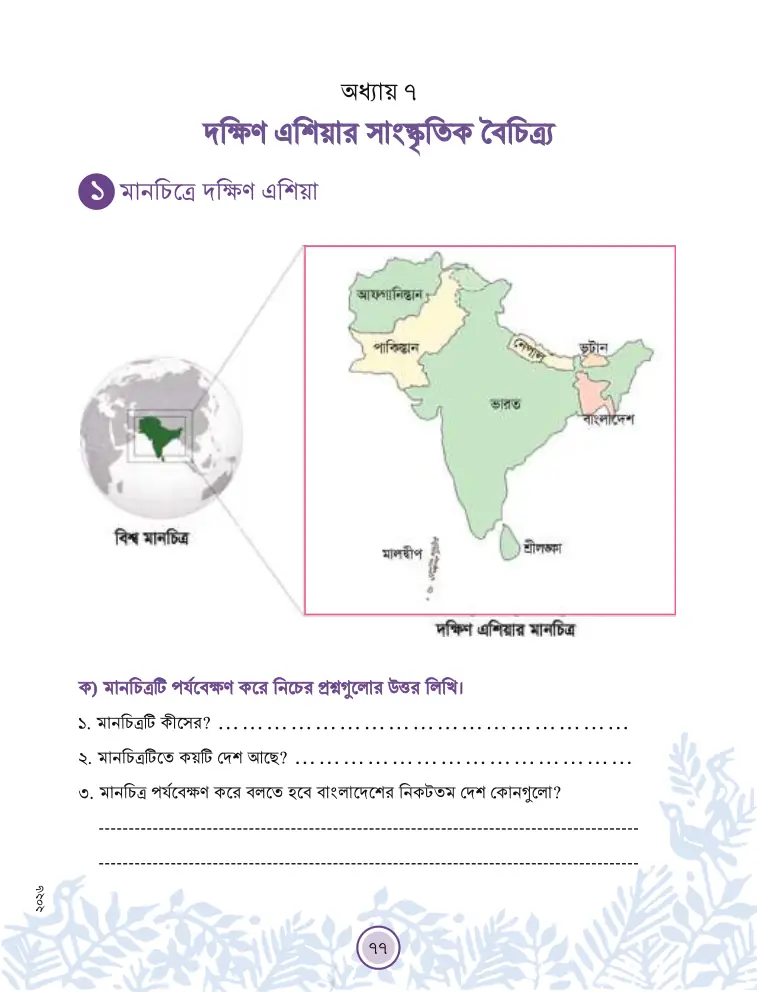 অধ্যায় ৭
দক্ষিণ এশিয়ার সাংস্কৃতিক বৈচিত্র্য
১ মানচিত্রে দক্ষিণ এশিয়া
আফগানিস্তান
পাকিস্তান
নেপাল
ভূটান
ভারত
বাংলাদেশ
মালদ্বীপ
শ্রীলঙ্কা
বিশ্ব মানচিত্র
দক্ষিণ এশিয়ার মানচিত্র
ক) মানচিত্রটি পর্যবেক্ষণ করে নিচের প্রশ্নগুলোর উত্তর লিখি।
১. মানচিত্রটি কীসের? ................................................
২. মানচিত্রটিতে কয়টি দেশ আছে? ........................................
৩. মানচিত্র পর্যবেক্ষণ করে বলতে হবে বাংলাদেশের নিকটতম দেশ কোনগুলো?
২০২৬
৭৭